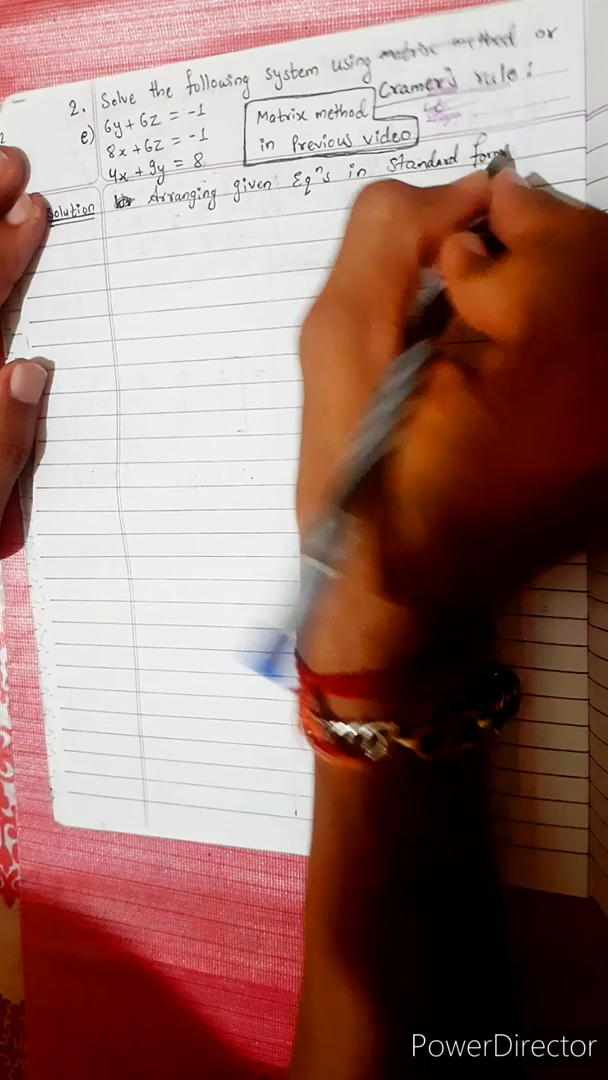 2. Solve the following system using matrix method or
Cramer's rule:
e) 6y + 6z = -1
8x + 6z = -1
4x + 9y = 8
Matrix method
in Previous video
Solution
Arranging given Eqⁿs in standard form
PowerDirector